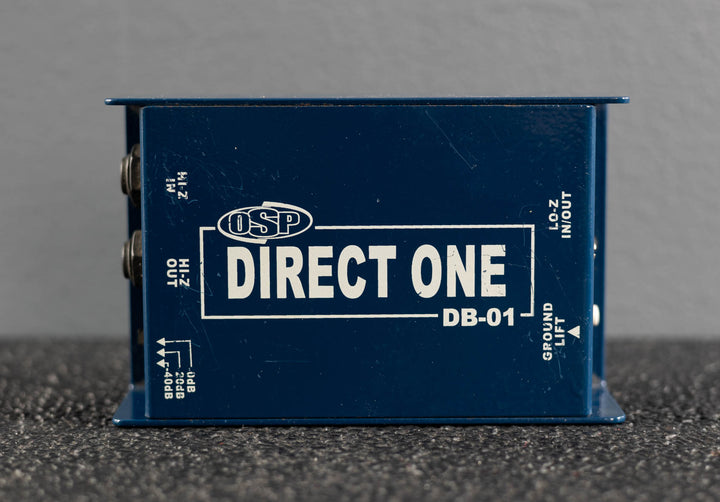 HI-Z
IN
OSP
LO-Z
IN/OUT
DIRECT ONE
HI-Z
OUT
DB-01
GROUND
LIFT
0dB
-20dB
-40dB